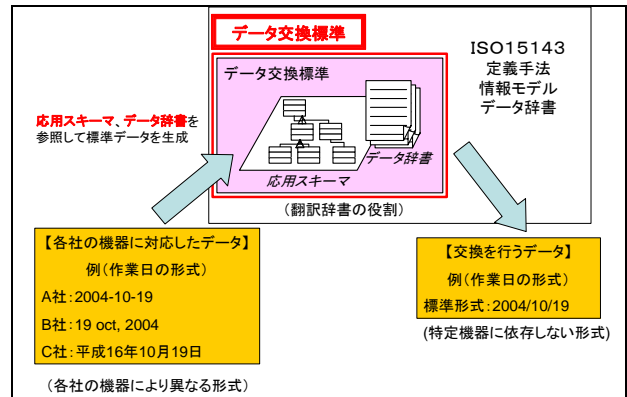 データ交換標準
ISO15143
定義手法
情報モデル
データ辞書
データ交換標準
データ辞書
応用スキーマ
(翻訳辞書の役割)
応用スキーマ、データ辞書を
参照して標準データを生成
【各社の機器に対応したデータ】
例(作業日の形式)
A社:2004-10-19
B社:19 oct, 2004
C社:平成16年10月19日
(各社の機器により異なる形式)
【交換を行うデータ】
例(作業日の形式)
標準形式:2004/10/19
(特定機器に依存しない形式)